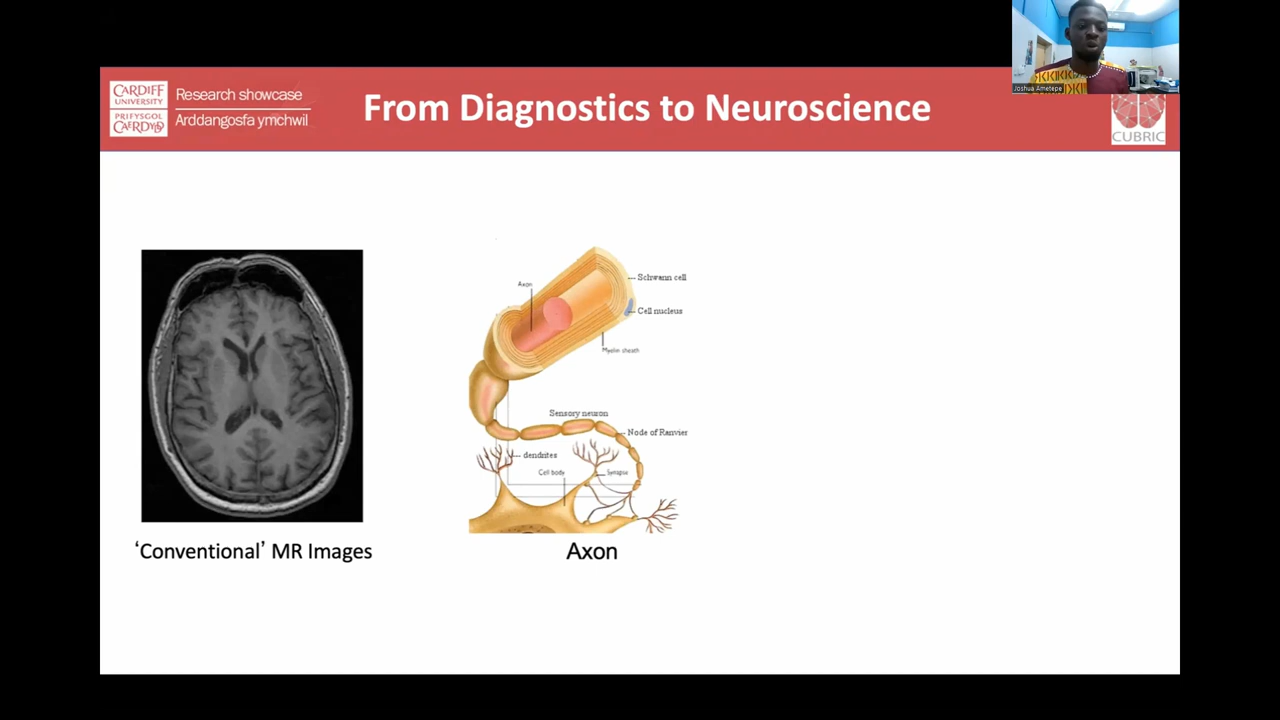 Joshua Ametepe
CARDIFF
UNIVERSITY
PRIFYSGOL
CAERDYDD
Research showcase
Arddangosfa ymchwil
From Diagnostics to Neuroscience
CUBRIC
Axon
Schwann cell
Cell nucleus
Myelin sheath
Sensory neuron
Node of Ranvier
dendrites
Cell body
Synapse
‘Conventional’ MR Images
Axon